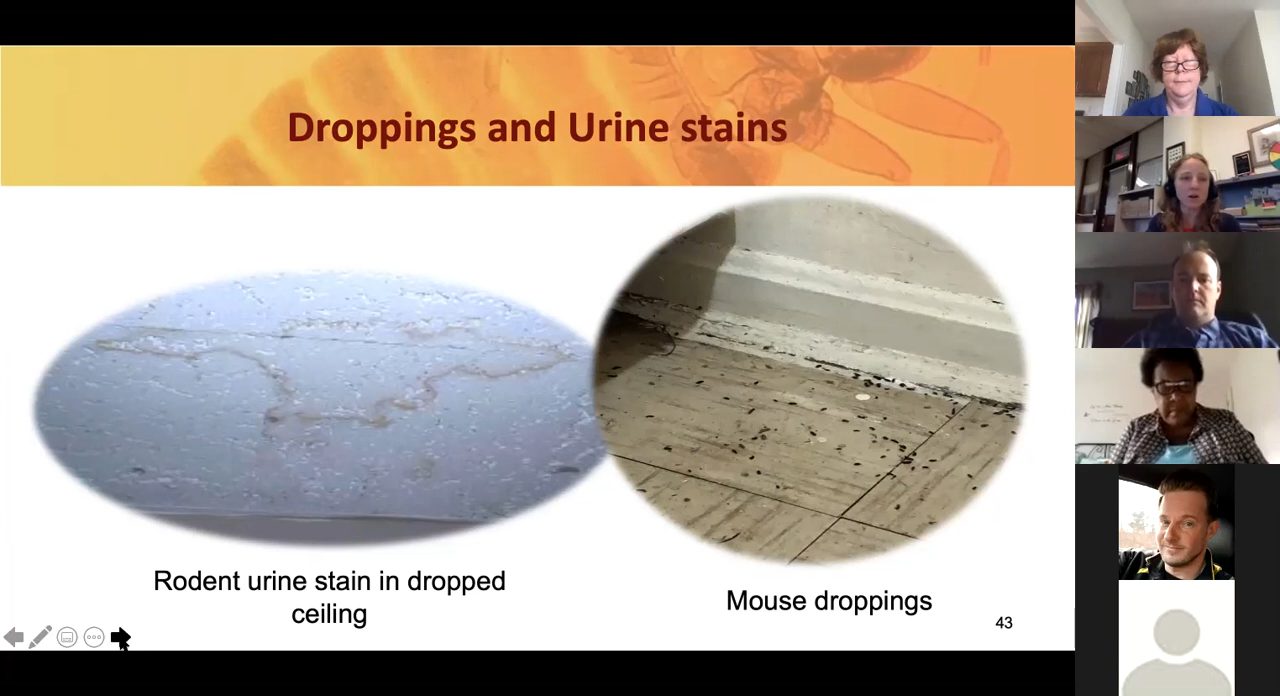 Droppings and Urine stains
Rodent urine stain in dropped
ceiling
Mouse droppings
43